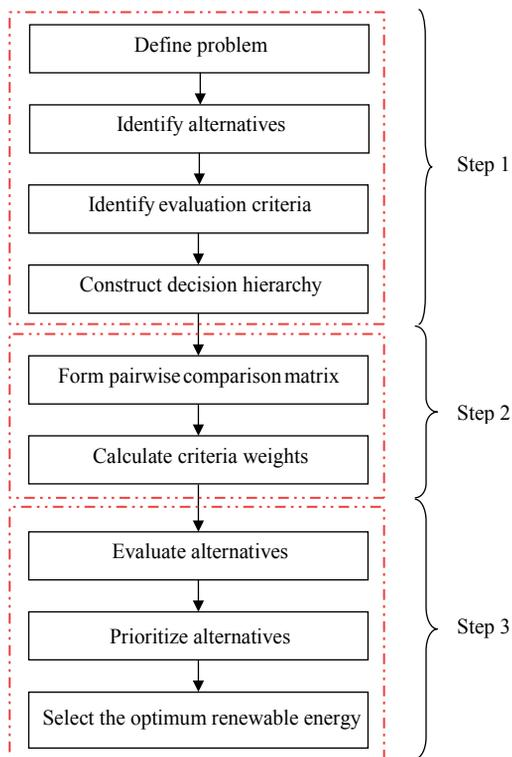 Define problem
Identify alternatives
Identify evaluation criteria
Construct decision hierarchy
Step 1
Form pairwise comparison matrix
Calculate criteria weights
Step 2
Evaluate alternatives
Prioritize alternatives
Select the optimum renewable energy
Step 3